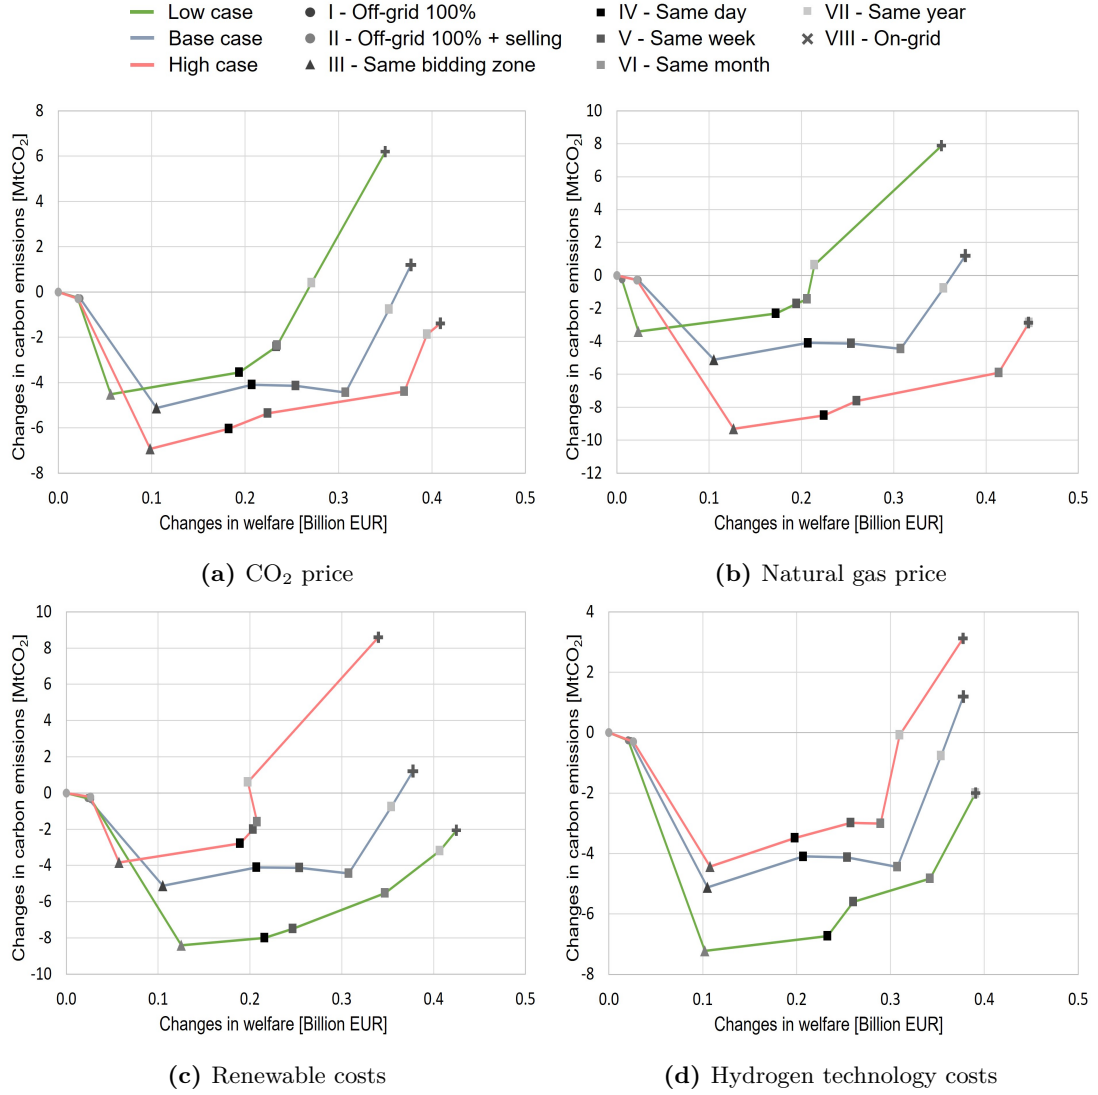 Low case
I - Off-grid 100%
IV - Same day
VII - Same year
Base case
II - Off-grid 100% + selling
V - Same week
VIII - On-grid
High case
III - Same bidding zone
VI - Same month
Changes in carbon emissions [MtCO₂]
8
6
4
2
0
-2
-4
-6
-8
0.0 0.1 0.2 0.3 0.4 0.5
Changes in welfare [Billion EUR]
(a) CO₂ price
Changes in carbon emissions [MtCO₂]
10
8
6
4
2
0
-2
-4
-6
-8
-10
-12
0.0 0.1 0.2 0.3 0.4 0.5
Changes in welfare [Billion EUR]
(b) Natural gas price
Changes in carbon emissions [MtCO₂]
10
8
6
4
2
0
-2
-4
-6
-8
-10
0.0 0.1 0.2 0.3 0.4 0.5
Changes in welfare [Billion EUR]
(c) Renewable costs
Changes in carbon emissions [MtCO₂]
4
2
0
-2
-4
-6
-8
0.0 0.1 0.2 0.3 0.4 0.5
Changes in welfare [Billion EUR]
(d) Hydrogen technology costs